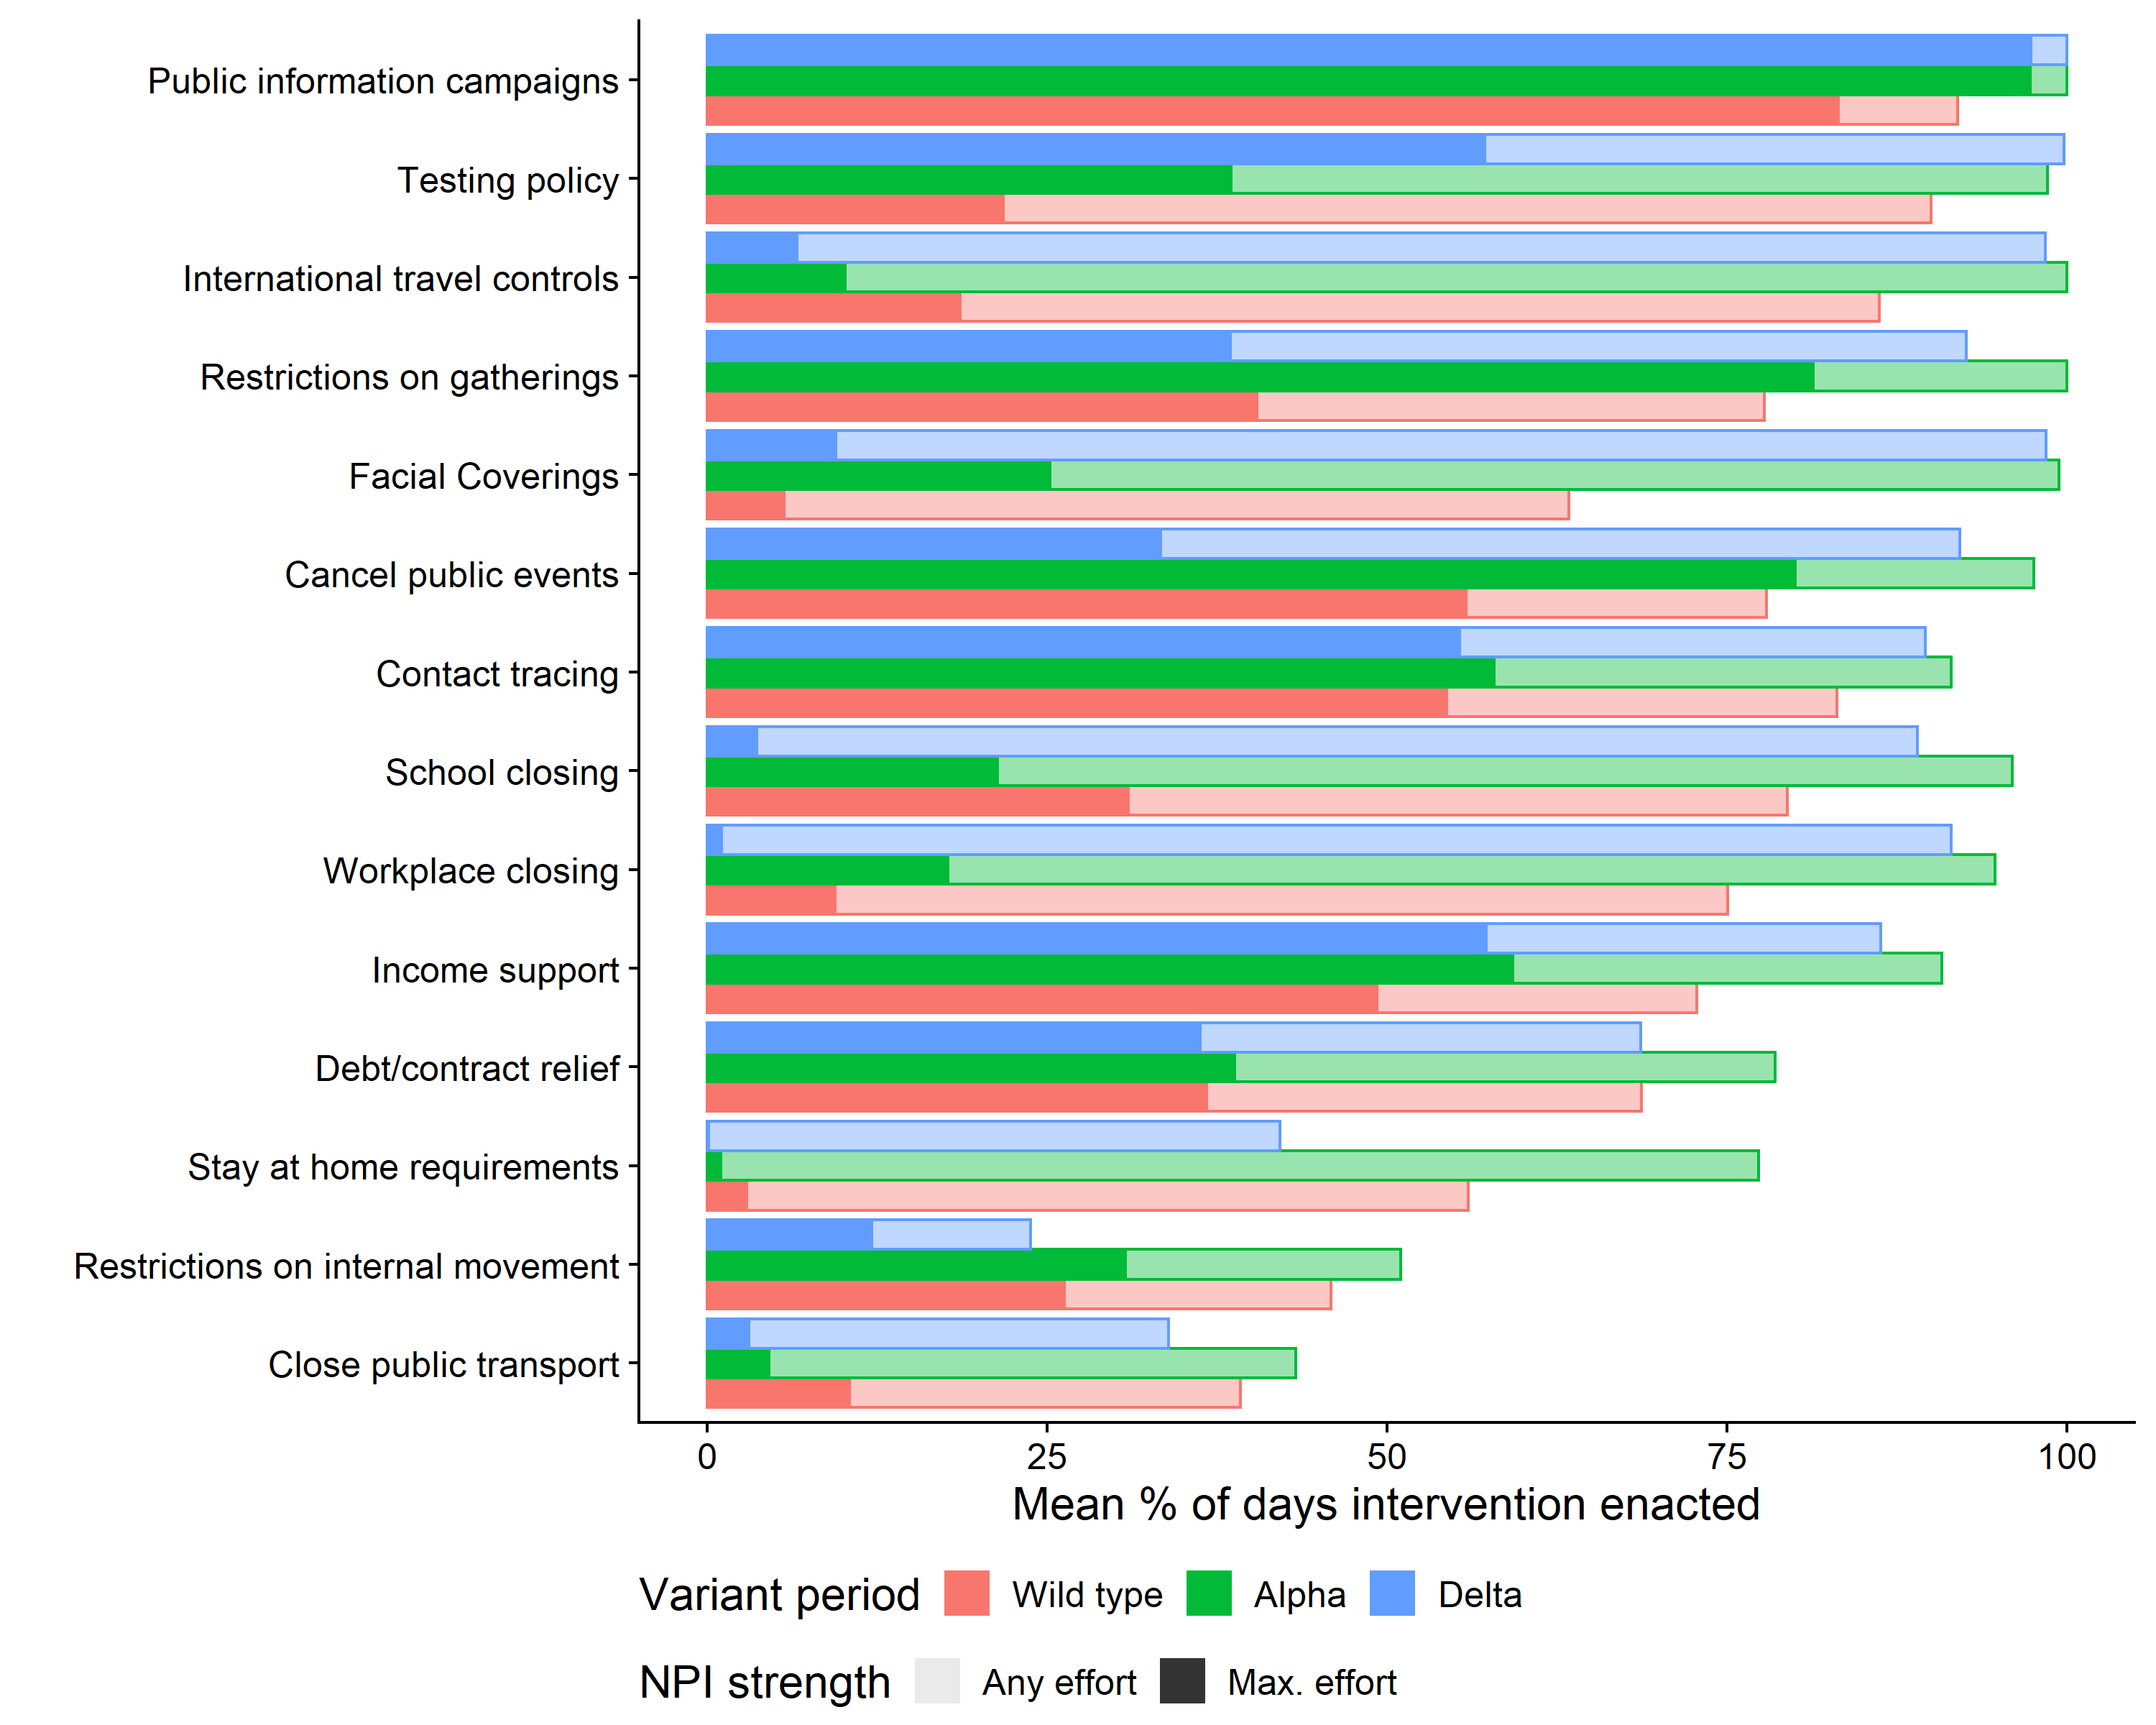 Public information campaigns
Testing policy
International travel controls
Restrictions on gatherings
Facial Coverings
Cancel public events
Contact tracing
School closing
Workplace closing
Income support
Debt/contract relief
Stay at home requirements
Restrictions on internal movement
Close public transport
0 25 50 75 100
Mean % of days intervention enacted
Variant period Wild type Alpha Delta
NPI strength Any effort Max. effort